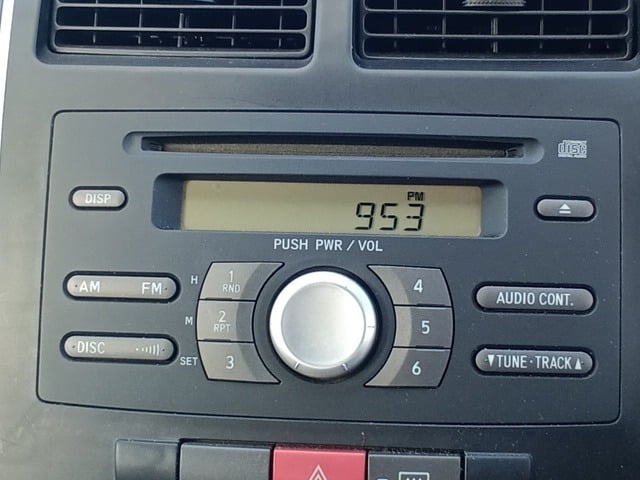 DISC
DISP
PM
953
PUSH PWR / VOL
AM FM
H
1
RND
4
AUDIO CONT.
M
2
RPT
5
DISC
SET
3
6
▼TUNE·TRACK▲